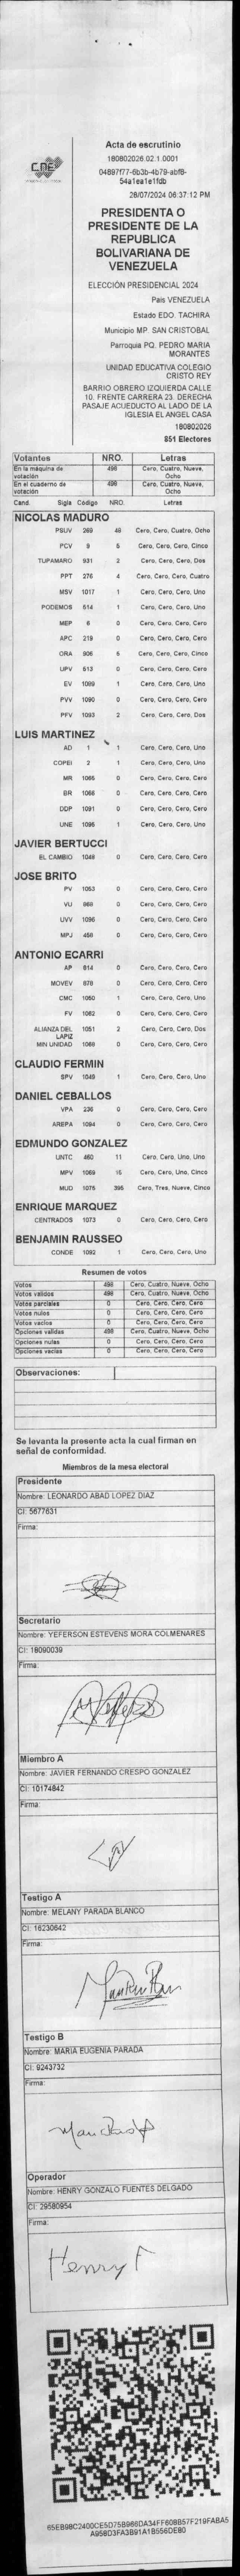 CNE
Acta de escrutinio
180802026.02.1.0001
04897f77-6b3b-4b79-abf8-
54a1ea1e1fdb
28/07/2024 06:37:12 PM
PRESIDENTA O
PRESIDENTE DE LA
REPUBLICA
BOLIVARIANA DE
VENEZUELA
ELECCIÓN PRESIDENCIAL 2024
Pais VENEZUELA
Estado EDO. TACHIRA
Municipio MP. SAN CRISTOBAL
Parroquia PQ. PEDRO MARIA
MORANTES
UNIDAD EDUCATIVA COLEGIO
CRISTO REY
BARRIO OBRERO IZQUIERDA CALLE
10. FRENTE CARRERA 23. DERECHA
PASAJE ACUEDUCTO AL LADO DE LA
IGLESIA EL ANGEL CASA
180802026
851 Electores
Votantes NRO. Letras
En la máquina de votación 498 Cero, Cuatro, Nueve, Ocho
En el cuaderno de votación 498 Cero, Cuatro, Nueve, Ocho
Cand. Sigla Código NRO. Letras
NICOLAS MADURO
PSUV 269 48 Cero, Cero, Cuatro, Ocho
PCV 9 5 Cero, Cero, Cero, Cinco
TUPAMARO 931 2 Cero, Cero, Cero, Dos
PPT 276 4 Cero, Cero, Cero, Cuatro
MSV 1017 1 Cero, Cero, Cero, Uno
PODEMOS 514 1 Cero, Cero, Cero, Uno
MEP 6 0 Cero, Cero, Cero, Cero
APC 219 0 Cero, Cero, Cero, Cero
ORA 906 5 Cero, Cero, Cero, Cinco
UPV 513 0 Cero, Cero, Cero, Cero
EV 1099 1 Cero, Cero, Cero, Uno
PVV 1090 0 Cero, Cero, Cero, Cero
PFV 1093 2 Cero, Cero, Cero, Dos
LUIS MARTINEZ
AD 1 1 Cero, Cero, Cero, Uno
COPEI 2 1 Cero, Cero, Cero, Uno
MR 1065 0 Cero, Cero, Cero, Cero
BR 1066 0 Cero, Cero, Cero, Cero
DDP 1091 0 Cero, Cero, Cero, Cero
UNE 1095 1 Cero, Cero, Cero, Uno
JAVIER BERTUCCI
EL CAMBIO 1048 0 Cero, Cero, Cero, Cero
JOSE BRITO
PV 1053 0 Cero, Cero, Cero, Cero
VU 868 0 Cero, Cero, Cero, Cero
UVV 1096 0 Cero, Cero, Cero, Cero
MPJ 458 0 Cero, Cero, Cero, Cero
ANTONIO ECARRI
AP 814 0 Cero, Cero, Cero, Cero
MOVEV 878 0 Cero, Cero, Cero, Cero
CMC 1050 1 Cero, Cero, Cero, Uno
FV 1062 0 Cero, Cero, Cero, Cero
ALIANZA DEL LAPIZ 1051 2 Cero, Cero, Cero, Dos
MIN UNIDAD 1068 0 Cero, Cero, Cero, Cero
CLAUDIO FERMIN
SPV 1049 1 Cero, Cero, Cero, Uno
DANIEL CEBALLOS
VPA 236 0 Cero, Cero, Cero, Cero
AREPA 1094 0 Cero, Cero, Cero, Cero
EDMUNDO GONZALEZ
UNTC 460 11 Cero, Cero, Uno, Uno
MPV 1069 15 Cero, Cero, Uno, Cinco
MUD 1075 395 Cero, Tres, Nueve, Cinco
ENRIQUE MARQUEZ
CENTRADOS 1073 0 Cero, Cero, Cero, Cero
BENJAMIN RAUSSEO
CONDE 1092 1 Cero, Cero, Cero, Uno
Resumen de votos
Votos 498 Cero, Cuatro, Nueve, Ocho
Votos validos 498 Cero, Cuatro, Nueve, Ocho
Votos parciales 0 Cero, Cero, Cero, Cero
Votos nulos 0 Cero, Cero, Cero, Cero
Votos vacios 0 Cero, Cero, Cero, Cero
Opciones validas 498 Cero, Cuatro, Nueve, Ocho
Opciones nulas 0 Cero, Cero, Cero, Cero
Opciones vacias 0 Cero, Cero, Cero, Cero
Observaciones:
Se levanta la presente acta la cual firman en
señal de conformidad.
Miembros de la mesa electoral
Presidente
Nombre: LEONARDO ABAD LOPEZ DIAZ
CI: 5677631
Firma:
Secretario
Nombre: YEFERSON ESTEVENS MORA COLMENARES
CI: 18090039
Firma:
Miembro A
Nombre: JAVIER FERNANDO CRESPO GONZALEZ
CI: 10174842
Firma:
Testigo A
Nombre: MELANY PARADA BLANCO
CI: 16230642
Firma:
Testigo B
Nombre: MARIA EUGENIA PARADA
CI: 9243732
Firma:
Operador
Nombre: HENRY GONZALO FUENTES DELGADO
CI: 29580954
Firma:
Henry F
65EB98C2400CE5D75B966DA34FF608B57F219FABA5
A958D3FA3B91A1B556DE80